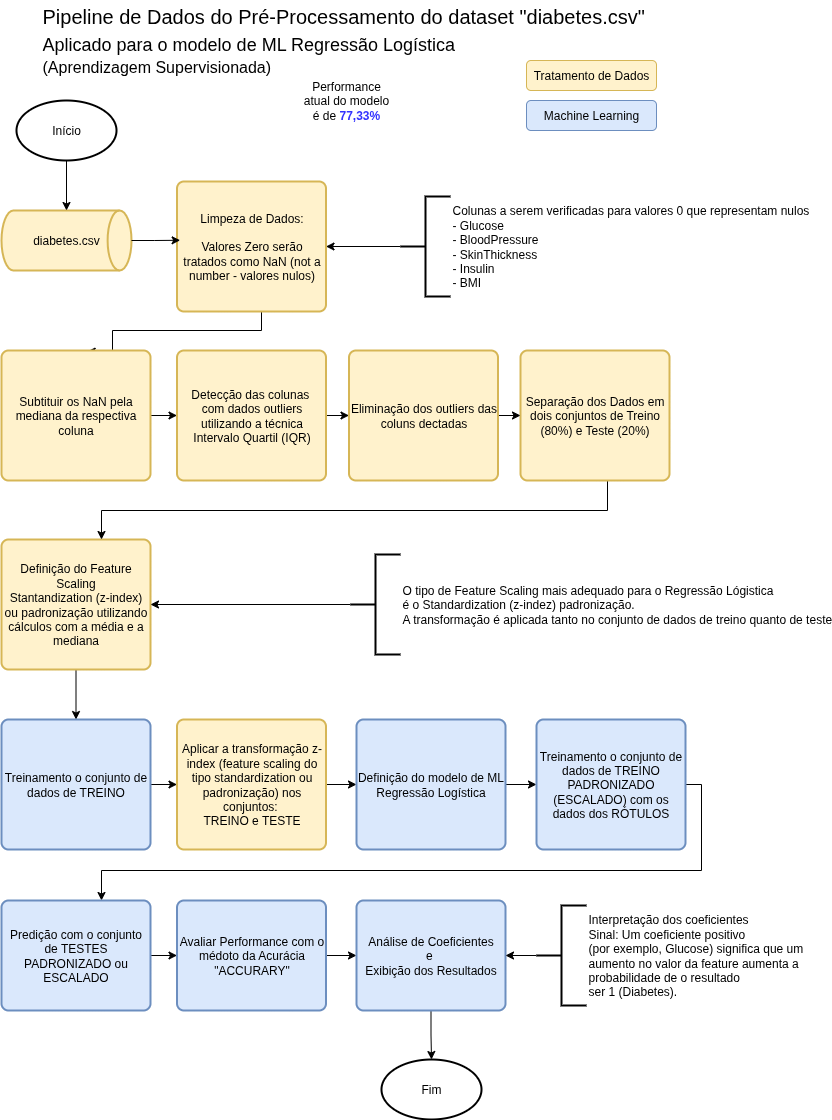 Pipeline de Dados do Pré-Processamento do dataset "diabetes.csv"
Aplicado para o modelo de ML Regressão Logística
(Aprendizagem Supervisionada)
Performance
atual do modelo
é de 77,33%
Tratamento de Dados
Machine Learning
Início
diabetes.csv
Limpeza de Dados:
Valores Zero serão
tratados como NaN (not a
number - valores nulos)
Colunas a serem verificadas para valores 0 que representam nulos
- Glucose
- BloodPressure
- SkinThickness
- Insulin
- BMI
Subtituir os NaN pela
mediana da respectiva
coluna
Detecção das colunas
com dados outliers
utilizando a técnica
Intervalo Quartil (IQR)
Eliminação dos outliers das
coluns dectadas
Separação dos Dados em
dois conjuntos de Treino
(80%) e Teste (20%)
Definição do Feature
Scaling
Stantandization (z-index)
ou padronização utilizando
cálculos com a média e a
mediana
O tipo de Feature Scaling mais adequado para o Regressão Lógistica
é o Standardization (z-indez) padronização.
A transformação é aplicada tanto no conjunto de dados de treino quanto de teste
Treinamento o conjunto de
dados de TREINO
Aplicar a transformação z-
index (feature scaling do
tipo standardization ou
padronização) nos
conjuntos:
TREINO e TESTE
Definição do modelo de ML
Regressão Logística
Treinamento o conjunto de
dados de TREINO
PADRONIZADO
(ESCALADO) com os
dados dos RÓTULOS
Predição com o conjunto
de TESTES
PADRONIZADO ou
ESCALADO
Avaliar Performance com o
médoto da Acurácia
"ACCURARY"
Análise de Coeficientes
e
Exibição dos Resultados
Interpretação dos coeficientes
Sinal: Um coeficiente positivo
(por exemplo, Glucose) significa que um
aumento no valor da feature aumenta a
probabilidade de o resultado
ser 1 (Diabetes).
Fim